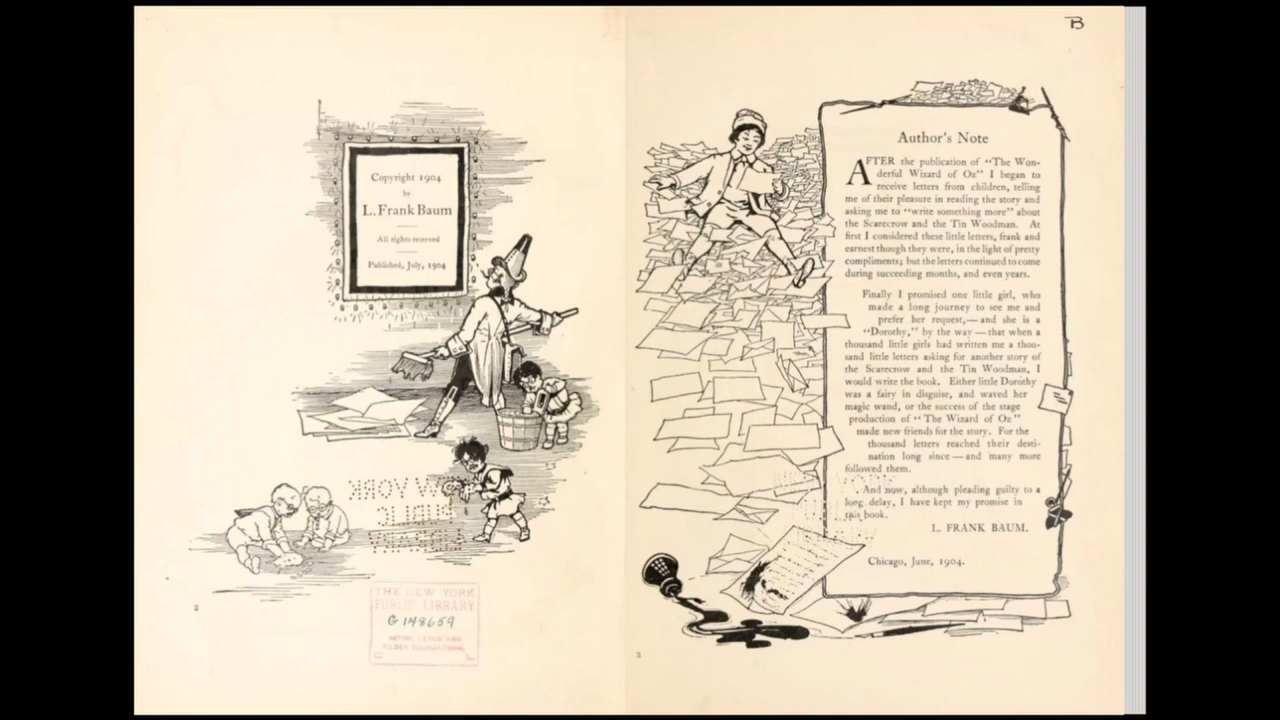 Copyright 1904
by
L. Frank Baum
All rights reserved
Published, July, 1904
2
THE NEW YORK
PUBLIC LIBRARY
G 148659
ASTOR, LENOX AND
TILDEN FOUNDATIONS.
C L
B
Author's Note
AFTER the publication of "The Won-
derful Wizard of Oz" I began to
receive letters from children, telling
me of their pleasure in reading the story and
asking me to "write something more" about
the Scarecrow and the Tin Woodman. At
first I considered these little letters, frank and
earnest though they were, in the light of pretty
compliments; but the letters continued to come
during succeeding months, and even years.
Finally I promised one little girl, who
made a long journey to see me and
prefer her request,—and she is a
"Dorothy," by the way—that when a
thousand little girls had written me a thou-
sand little letters asking for another story of
the Scarecrow and the Tin Woodman, I
would write the book. Either little Dorothy
was a fairy in disguise, and waved her
magic wand, or the success of the stage
production of "The Wizard of Oz"
made new friends for the story. For the
thousand letters reached their desti-
nation long since—and many more
followed them.
And now, although pleading guilty to a
long delay, I have kept my promise in
this book.
L. FRANK BAUM.
Chicago, June, 1904.
3